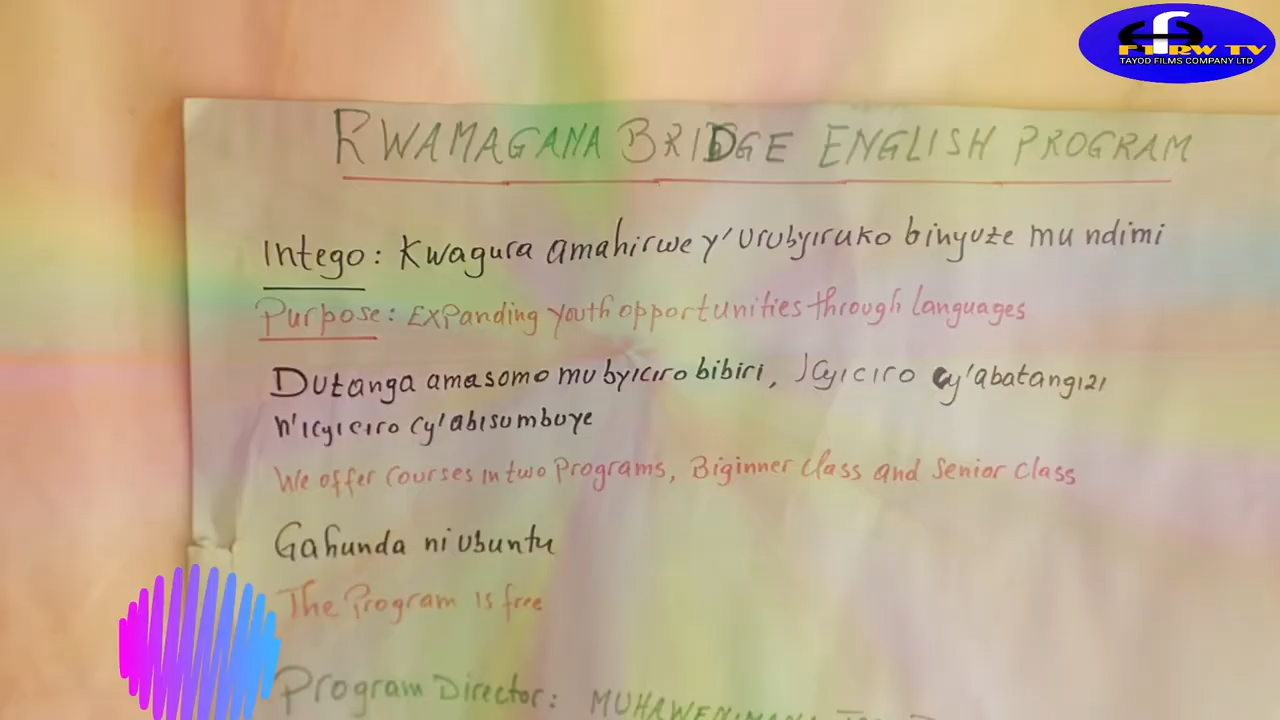 FTRW TV
TAYOD FILMS COMPANY LTD
RWAMAGANA BRIDGE ENGLISH PROGRAM
Intego: Kwagura amahirwe y'urubyiruko binyuze mu ndimi
Purpose: Expanding youth opportunities through languages
Dutanga amasomo mu byiciro bibiri, Icyiciro cy'abatangizi
n'icyiciro cy'abisumbuye
We offer courses in two Programs, Biginner class and Senior Class
Gahunda ni ubuntu
The Program is free
Program Director: